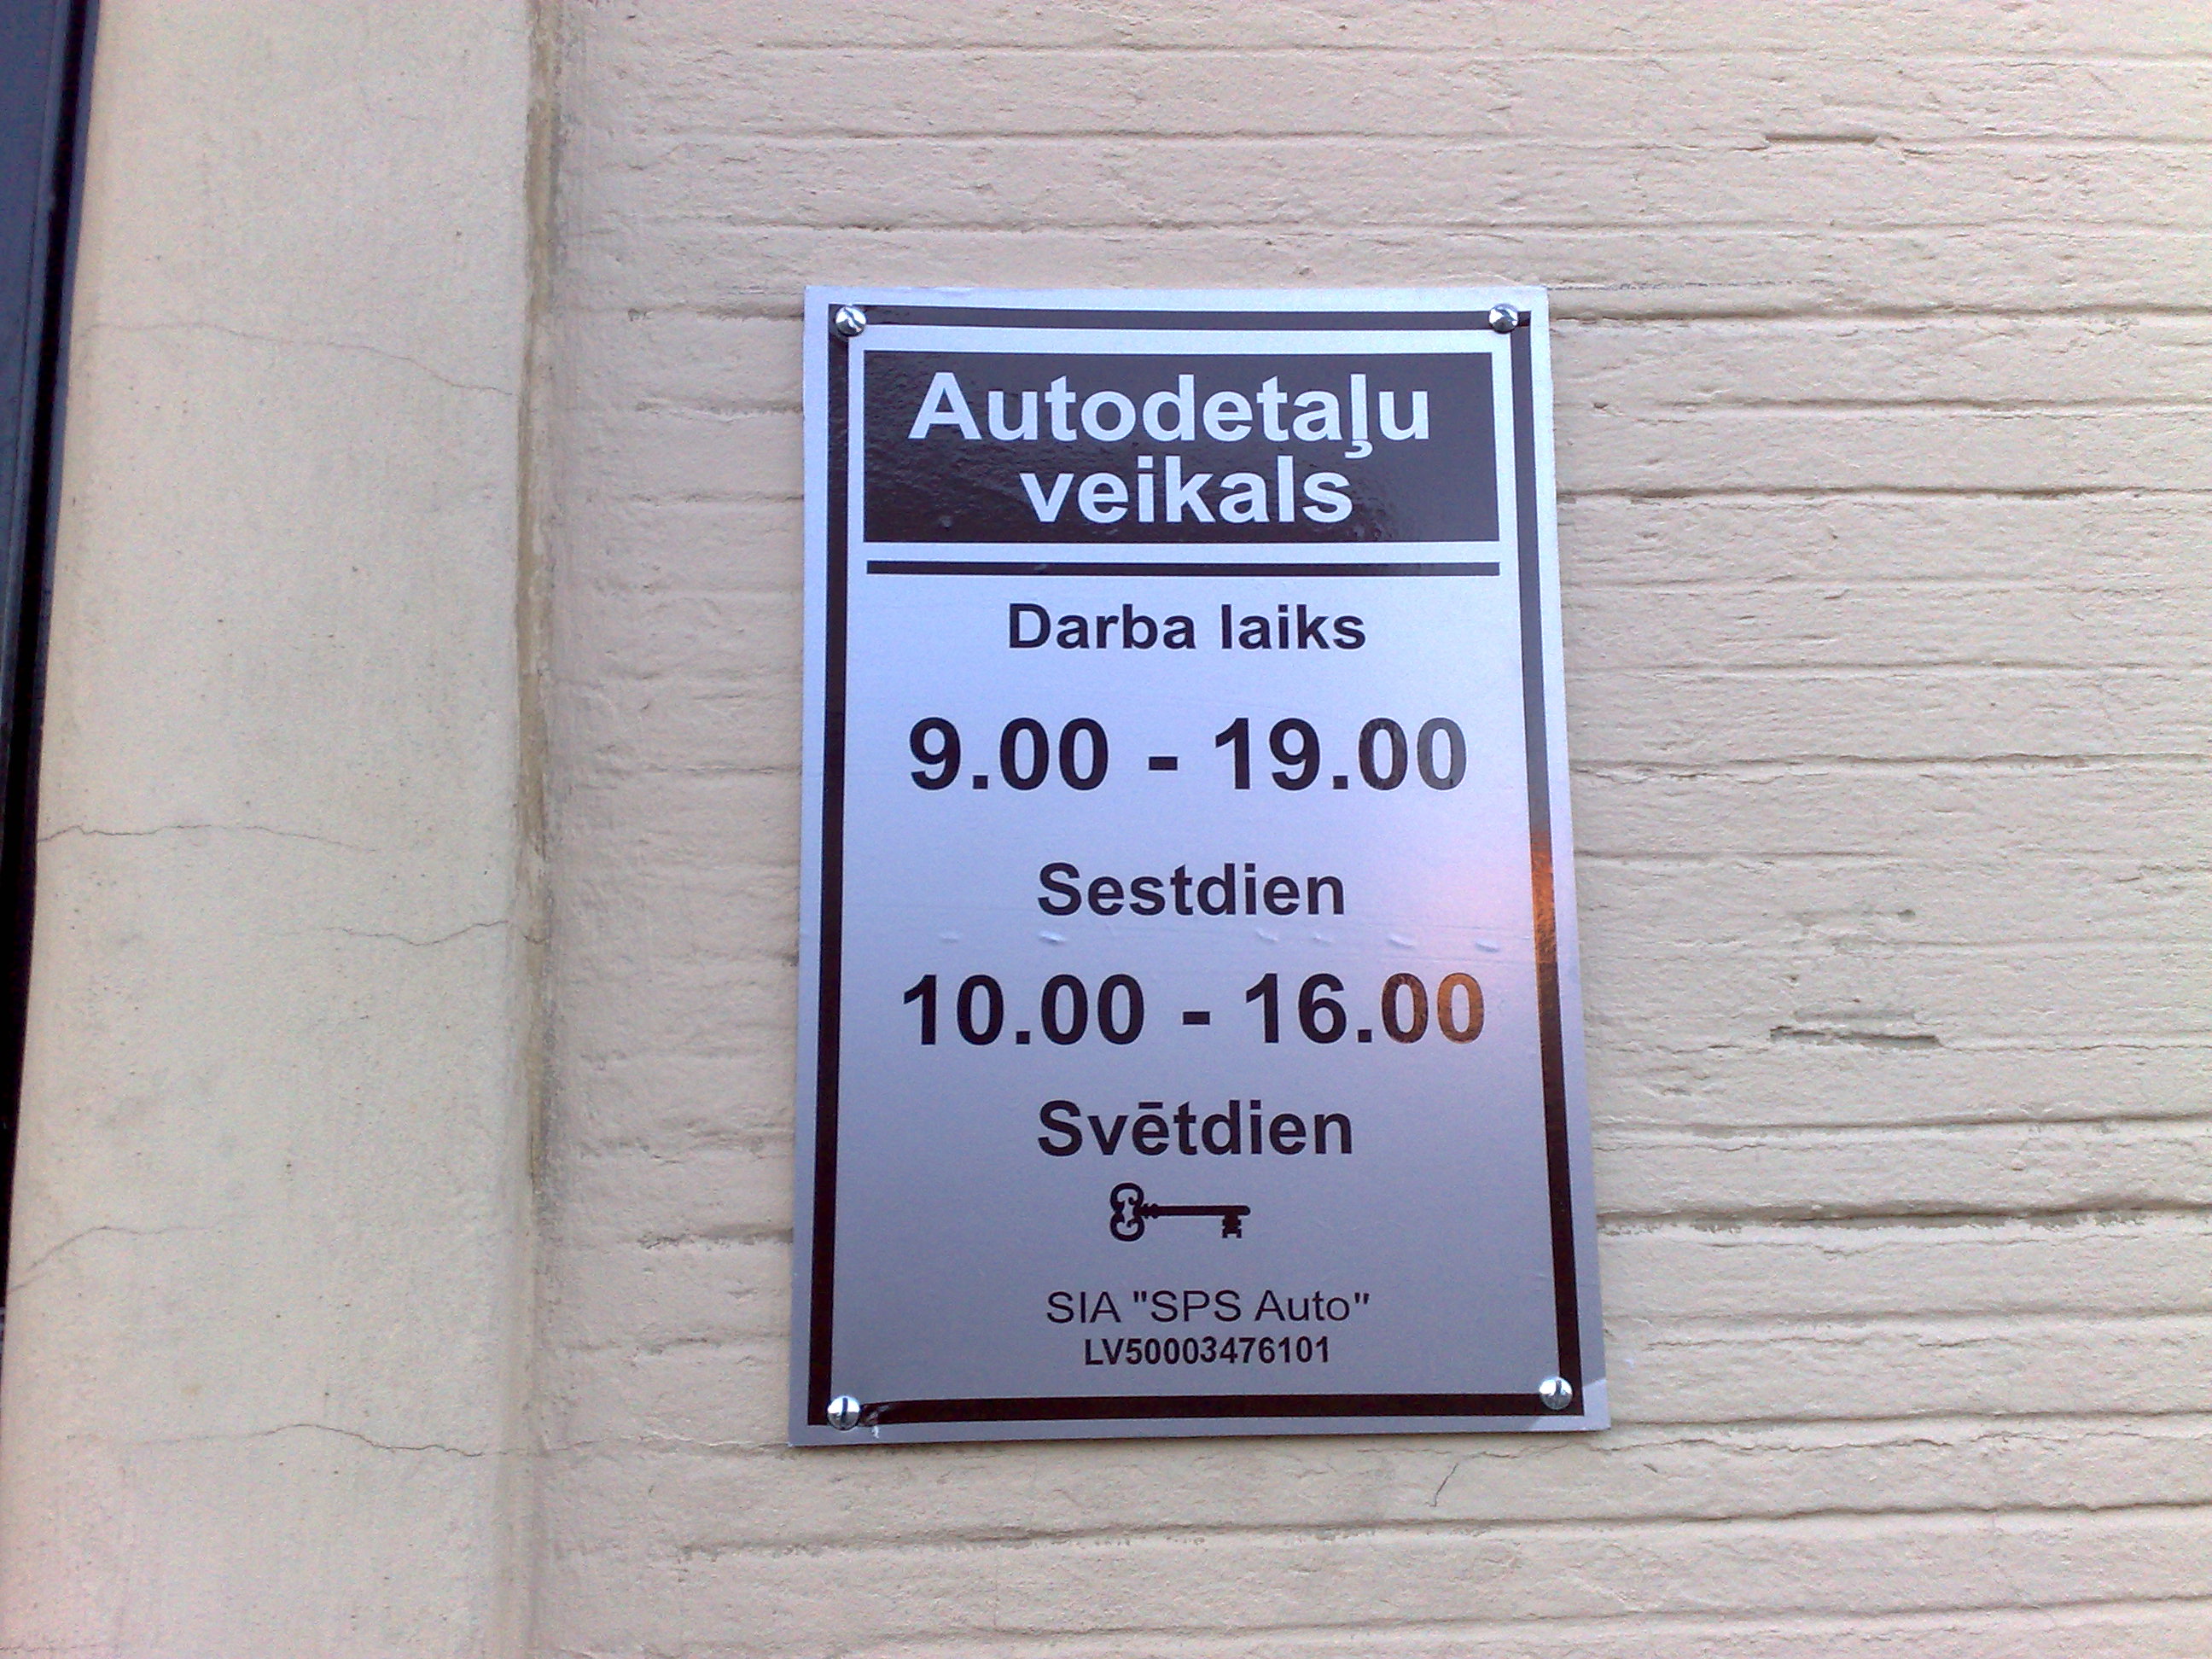 Autodetaļu
veikals
Darba laiks
9.00 - 19.00
Sestdien
10.00 - 16.00
Svētdien
SIA "SPS Auto"
LV50003476101